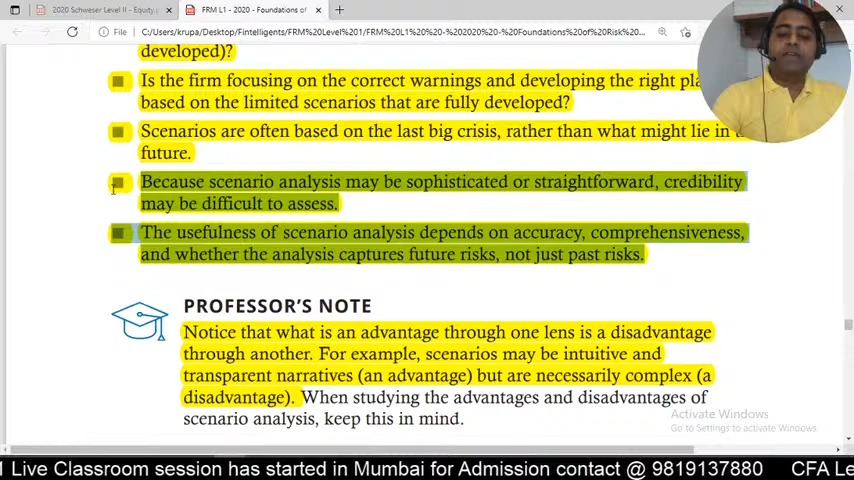 2020 Schweser Level II - Equity.p
FRM L1 - 2020 - Foundations of
File
C:/Users/krupa/Desktop/Fintelligents/FRM%20Level%201/FRM%20L1%20%20-%202020%20-%20Foundations%20of%20Risk
developed)?
Is the firm focusing on the correct warnings and developing the right
based on the limited scenarios that are fully developed?
Scenarios are often based on the last big crisis, rather than what might lie in
future.
Because scenario analysis may be sophisticated or straightforward, credibility
may be difficult to assess.
The usefulness of scenario analysis depends on accuracy, comprehensiveness,
and whether the analysis captures future risks, not just past risks.
PROFESSOR'S NOTE
Notice that what is an advantage through one lens is a disadvantage
through another. For example, scenarios may be intuitive and
transparent narratives (an advantage) but are necessarily complex (a
disadvantage). When studying the advantages and disadvantages of
scenario analysis, keep this in mind.
Activate Windows
Go to Settings to activate Windows.
1 Live Classroom session has started in Mumbai for Admission contact @ 9819137880 CFA Le